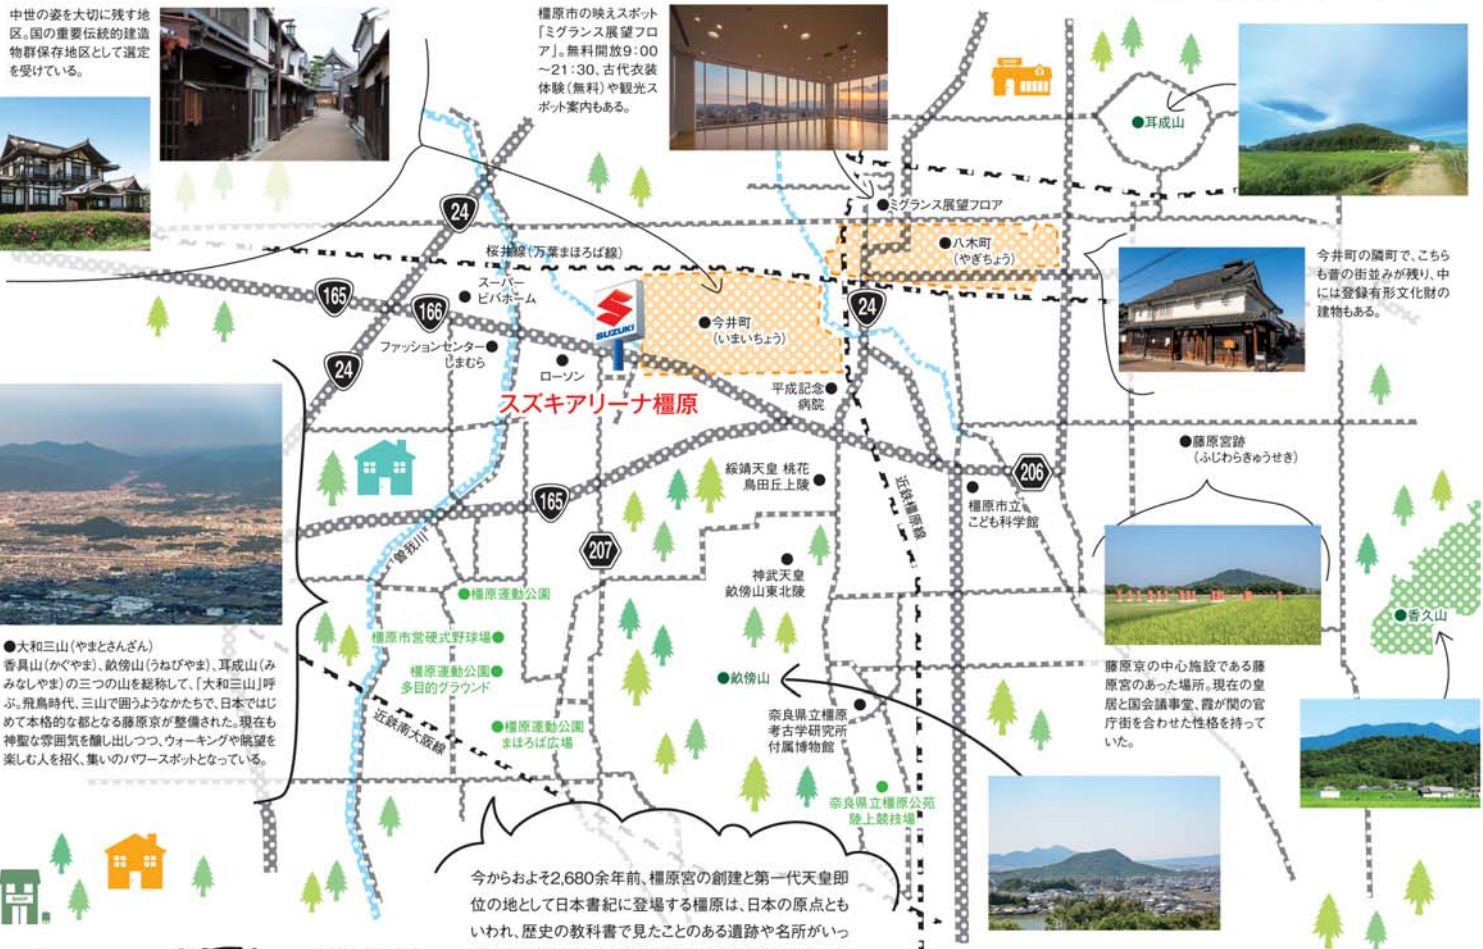 中世の姿を大切に残す地
区。国の重要伝統的建造
物群保存地区として選定
を受けている。
橿原市の映えスポット
「ミグランス展望フロ
ア」。無料開放9:00
～21:30、古代衣装
体験(無料)や観光ス
ポット案内もある。
●耳成山
●ミグランス展望フロア
●八木町
(やぎちょう)
今井町の隣町で、こちら
も昔の街並みが残り、中
には登録有形文化財の
建物もある。
24
桜井線(万葉まほろば線)
165
166
スーパー
ビバホーム
SUZUKI
●今井町
(いまいちょう)
24
24
ファッションセンター
しまむら
ローソン
スズキアリーナ橿原
平成記念
病院
●藤原宮跡
(ふじわらきゅうせき)
206
綏靖天皇 桃花
鳥田丘上陵
近鉄橿原線
橿原市立
こども科学館
165
207
曽我川
神武天皇
畝傍山東北陵
●橿原運動公園
橿原市営硬式野球場●
橿原運動公園●
多目的グラウンド
●橿原運動公園
まほろば広場
●畝傍山
●香久山
近鉄南大阪線
奈良県立橿原
考古学研究所
付属博物館
奈良県立橿原公苑
陸上競技場
●大和三山(やまとさんざん)
香具山(かぐやま)、畝傍山(うねびやま)、耳成山(み
みなしやま)の三つの山を総称して、「大和三山」呼
ぶ。飛鳥時代、三山で囲うようなかたちで、日本ではじ
めて本格的な都となる藤原京が整備された。現在も
神聖な雰囲気を醸し出しつつ、ウォーキングや眺望を
楽しむ人を招く、集いのパワースポットとなっている。
藤原京の中心施設である藤
原宮のあった場所。現在の皇
居と国会議事堂、霞が関の官
庁街を合わせた性格を持って
いた。
今からおよそ2,680余年前、橿原宮の創建と第一代天皇即
位の地として日本書紀に登場する橿原は、日本の原点とも
いわれ、歴史の教科書で見たことのある遺跡や名所がいっ